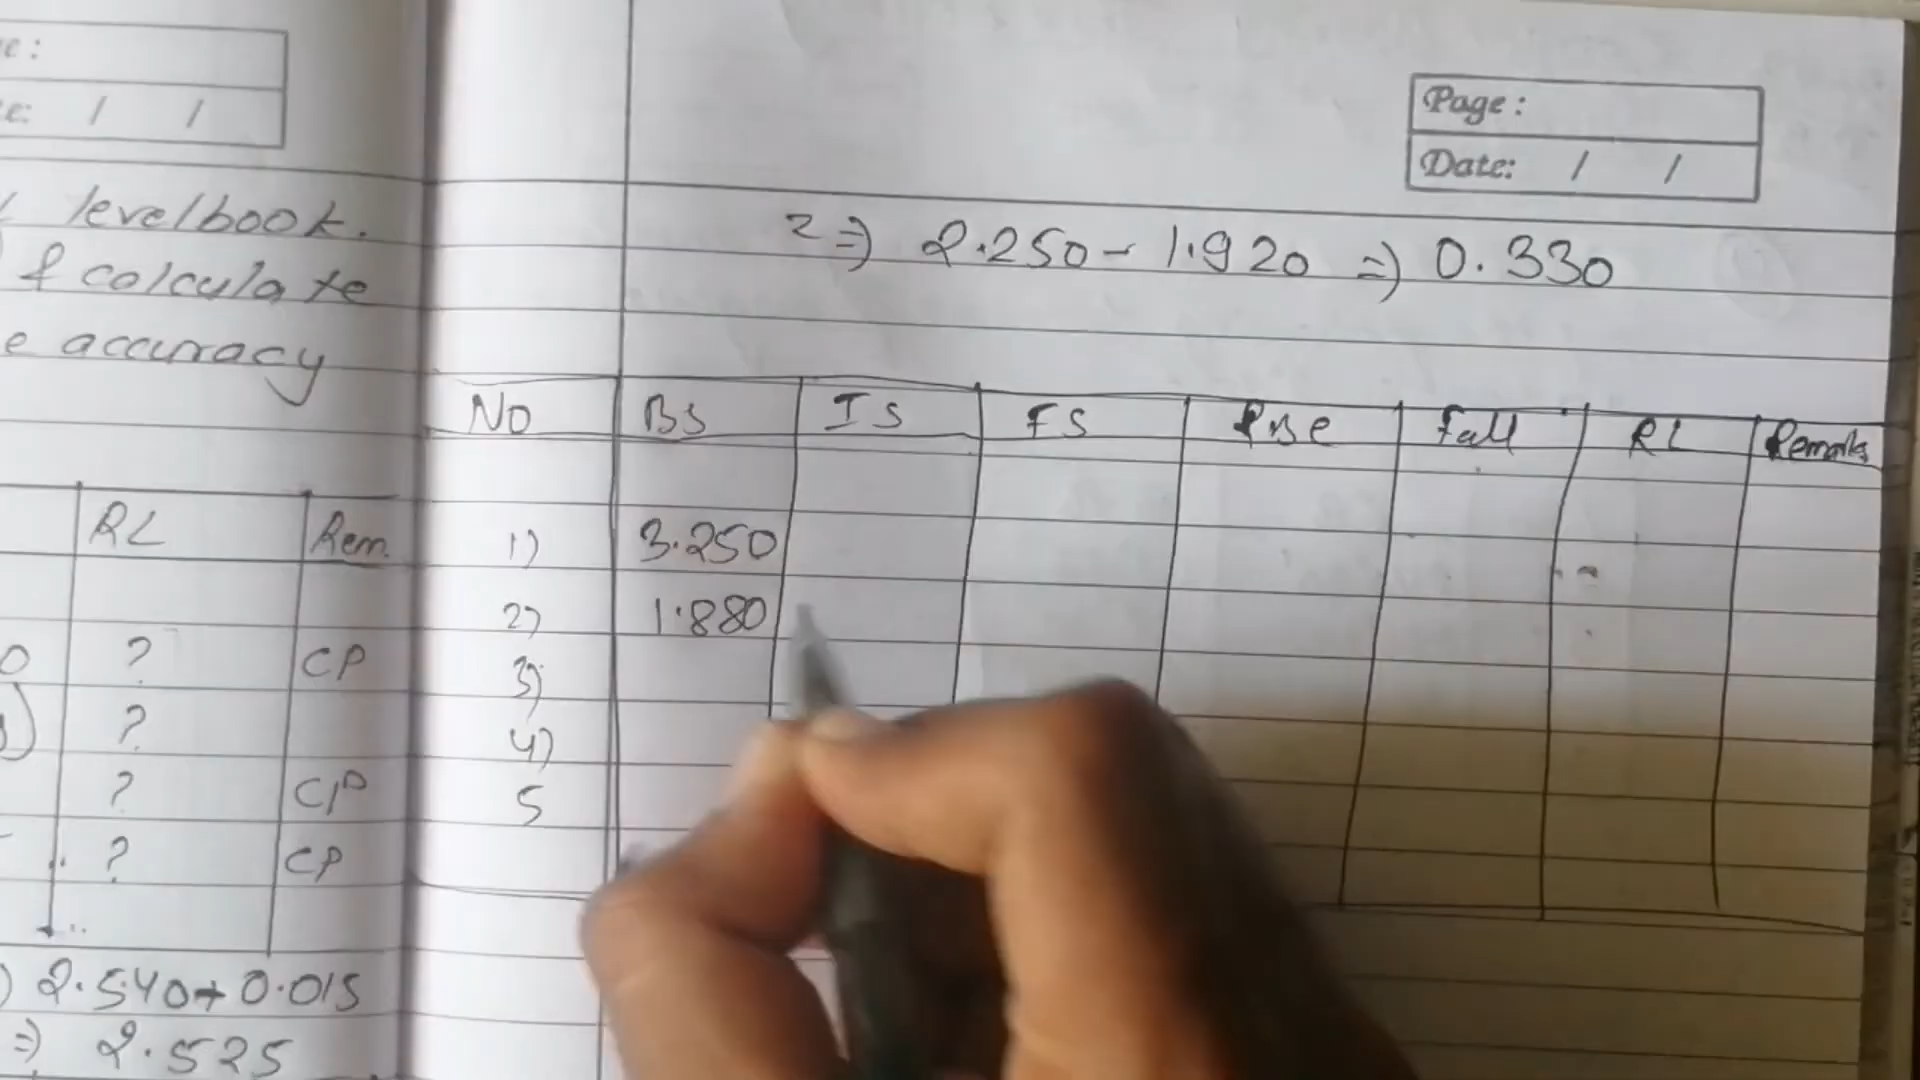 e:
e: / /
levelbook.
& calculate
e accuracy
RL Rem.
0 ? CP
?
? CP
? CP
2.540+0.015
=) 2.525
Page:
Date: / /
2 =) 2.250 - 1.920 =) 0.330
NO BS IS FS Rise Fall RL Remarks
1) 3.250
2) 1.880
3)
4)
5